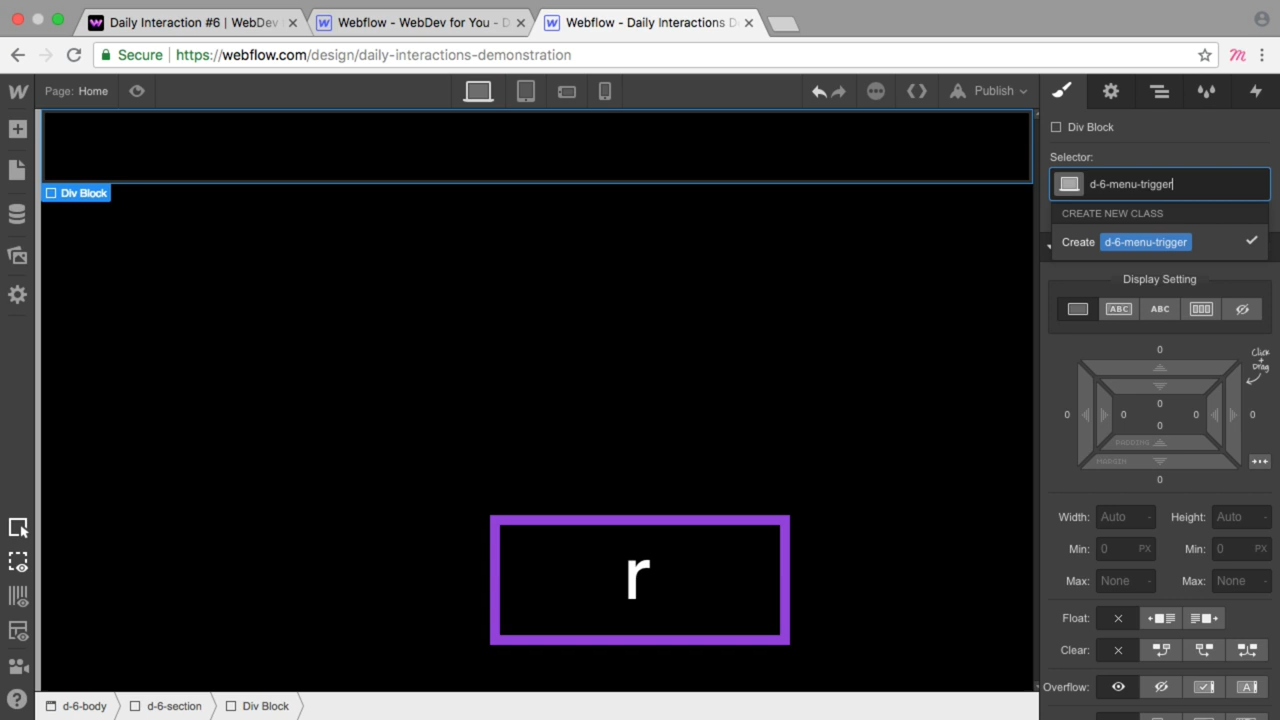 Daily Interaction #6 | WebDev
Webflow - WebDev for You - D
Webflow - Daily Interactions D
Secure https://webflow.com/design/daily-interactions-demonstration
Page: Home
Publish
Div Block
Selector:
d-6-menu-trigger
CREATE NEW CLASS
Create d-6-menu-trigger
Div Block
Display Setting
ABC ABC
0
Click + Drag
0
0 0 0 0
0
PADDING
MARGIN
0
Width: Auto - Height: Auto -
Min: 0 PX Min: 0 PX
Max: None - Max: None -
Float:
Clear:
Overflow: A
r
d-6-body d-6-section Div Block